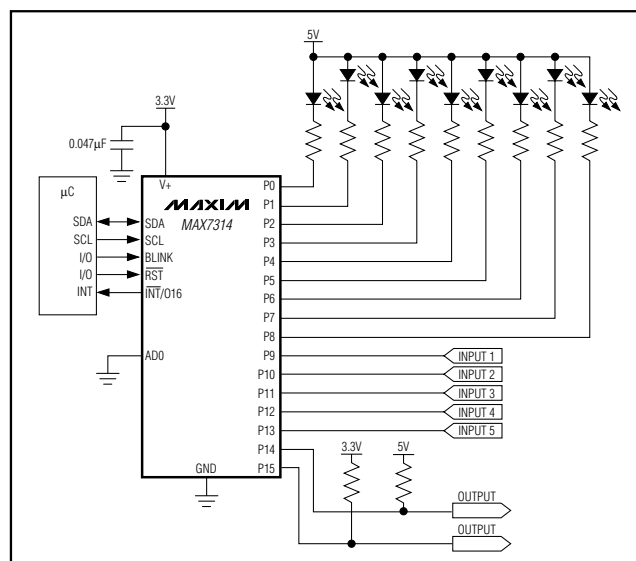 5V
3.3V
0.047µF
µC
V+
MAXIM
MAX7314
SDA
SDA
SCL
SCL
I/O
BLINK
I/O
RST
INT
INT/O16
AD0
GND
P0
P1
P2
P3
P4
P5
P6
P7
P8
P9
INPUT 1
P10
INPUT 2
P11
INPUT 3
P12
INPUT 4
P13
INPUT 5
P14
P15
3.3V
5V
OUTPUT
OUTPUT